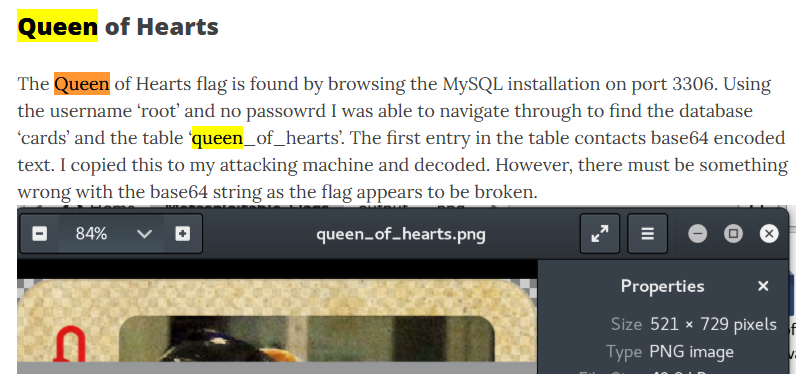 Queen of Hearts
The Queen of Hearts flag is found by browsing the MySQL installation on port 3306. Using
the username ‘root’ and no passowrd I was able to navigate through to find the database
‘cards’ and the table ‘queen_of_hearts’. The first entry in the table contacts base64 encoded
text. I copied this to my attacking machine and decoded. However, there must be something
wrong with the base64 string as the flag appears to be broken.
84%
queen_of_hearts.png
Properties
Size 521 × 729 pixels
Type PNG image